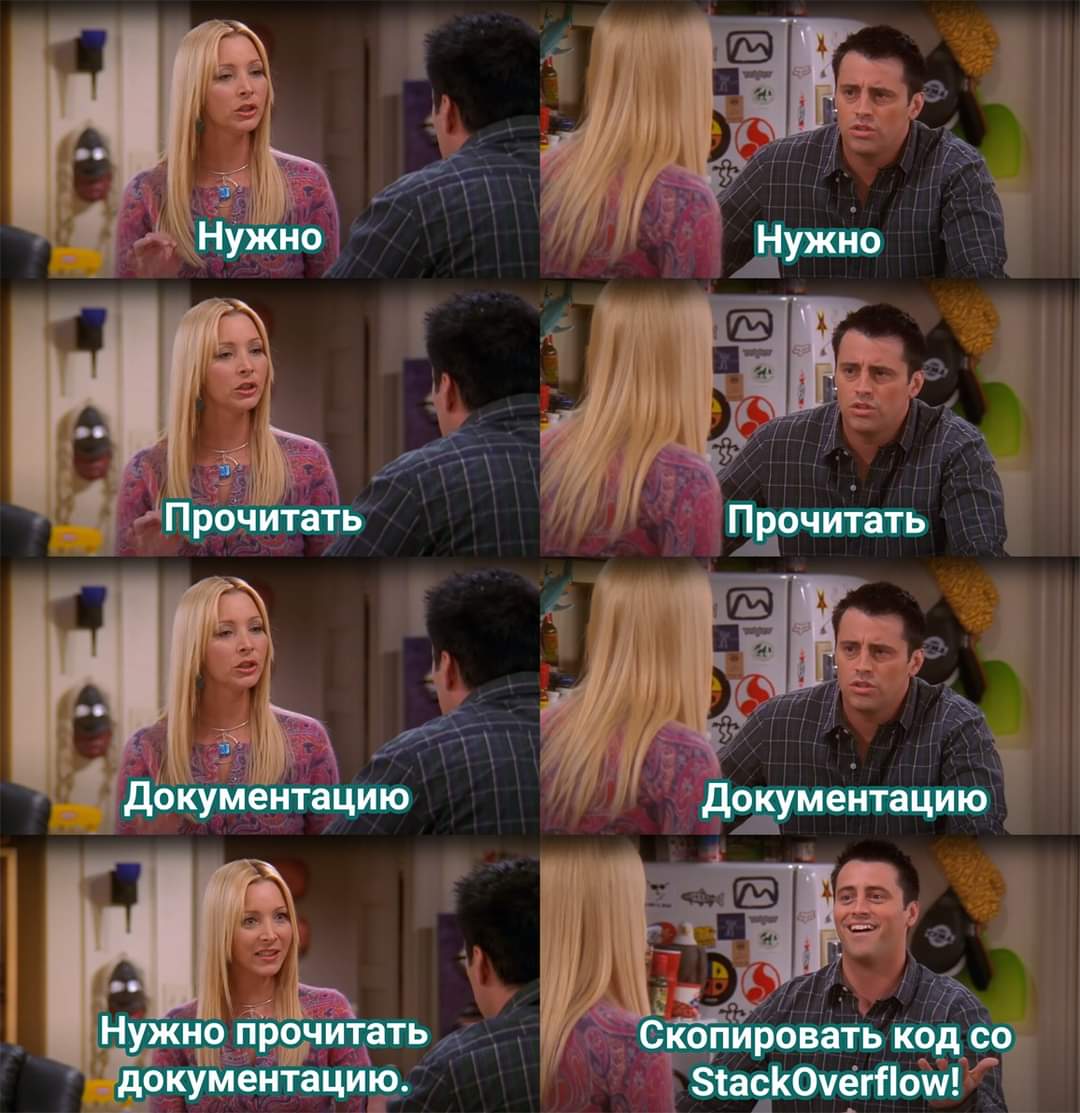 Нужно
Нужно
Прочитать
Прочитать
Документацию
Документацию
Нужно прочитать
документацию.
Скопировать код со
StackOverflow!